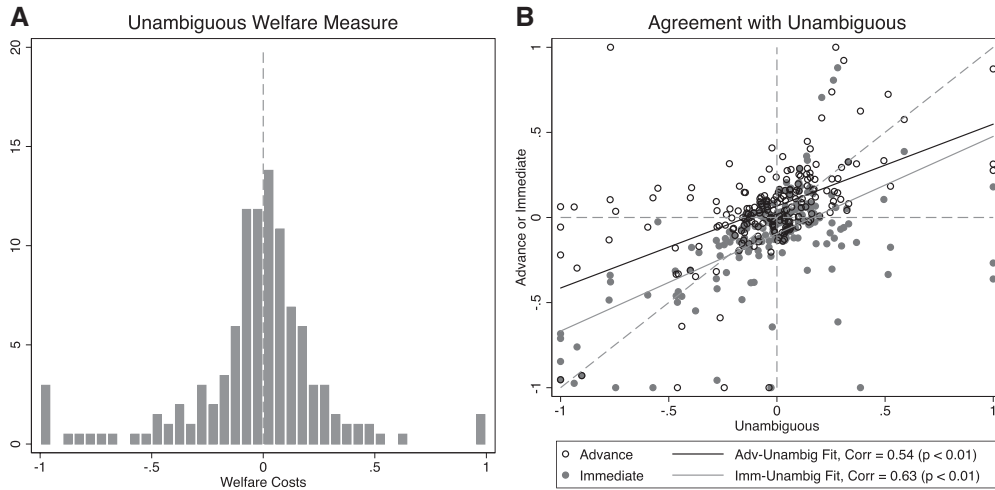 A
Unambiguous Welfare Measure
20
15
10
5
0
-1
-.5
0
.5
1
Welfare Costs
B
Agreement with Unambiguous
Advance or Immediate
1
.5
0
-.5
-1
-1
-.5
0
.5
1
Unambiguous
Advance
Adv-Unambig Fit, Corr = 0.54 (p < 0.01)
Immediate
Imm-Unambig Fit, Corr = 0.63 (p < 0.01)